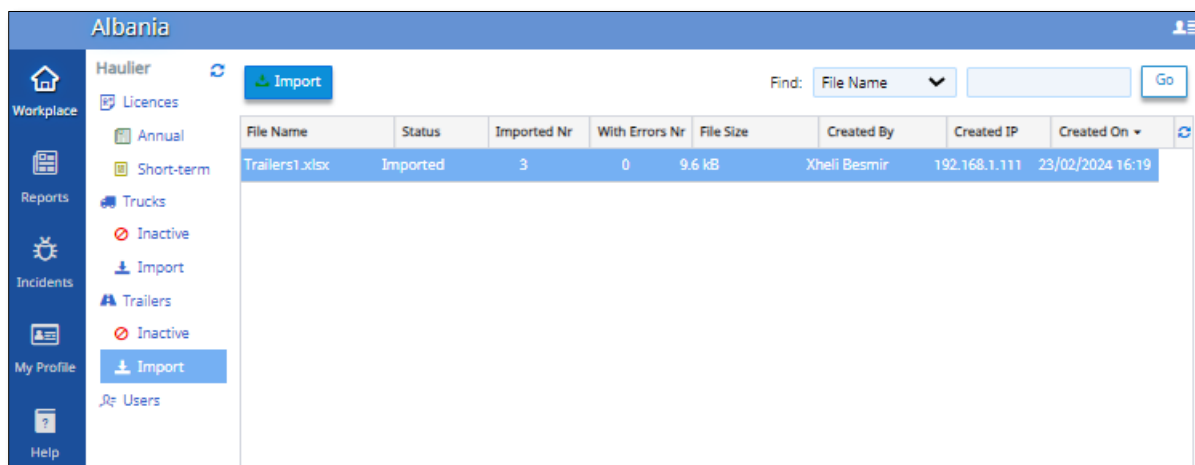 Albania
Workplace
Reports
Incidents
My Profile
Help
Haulier
Licences
Annual
Short-term
Trucks
Inactive
Import
Trailers
Inactive
Import
Users
Import
Find: File Name Go
File Name Status Imported Nr With Errors Nr File Size Created By Created IP Created On
Trailers1.xlsx Imported 3 0 9.6 kB Xheli Besmir 192.168.1.111 23/02/2024 16:19